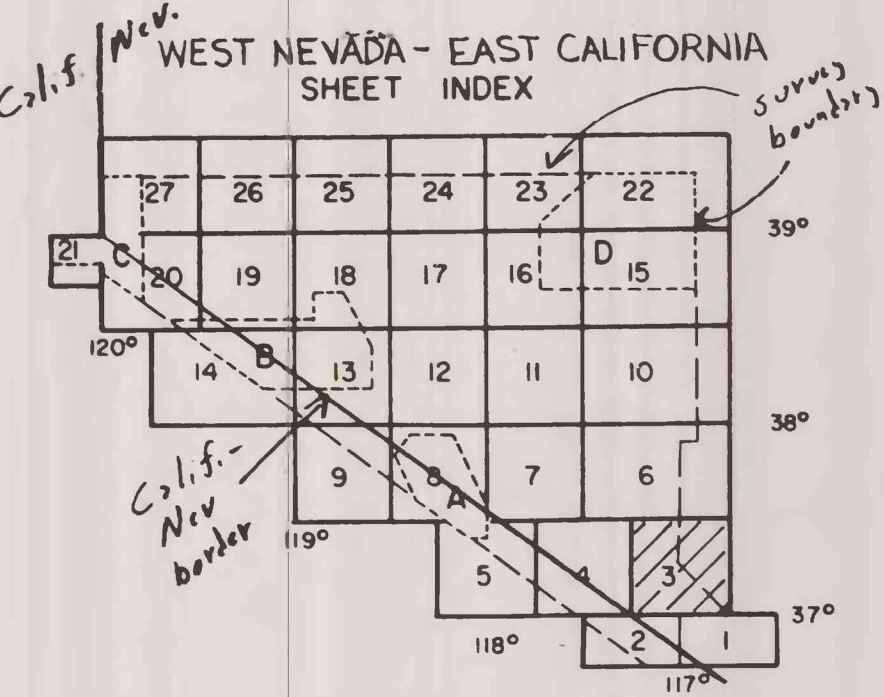 Calif
Nev.
WEST NEVADA - EAST CALIFORNIA
SHEET INDEX
survey
boundary
27 26 25 24 23 22
39°
21 C 20 19 18 17 16 D 15
120°
14 B 13 12 11 10
38°
9 8 A 7 6
Calif. -
Nev
border
119°
5 4 3
37°
118°
2 1
117°